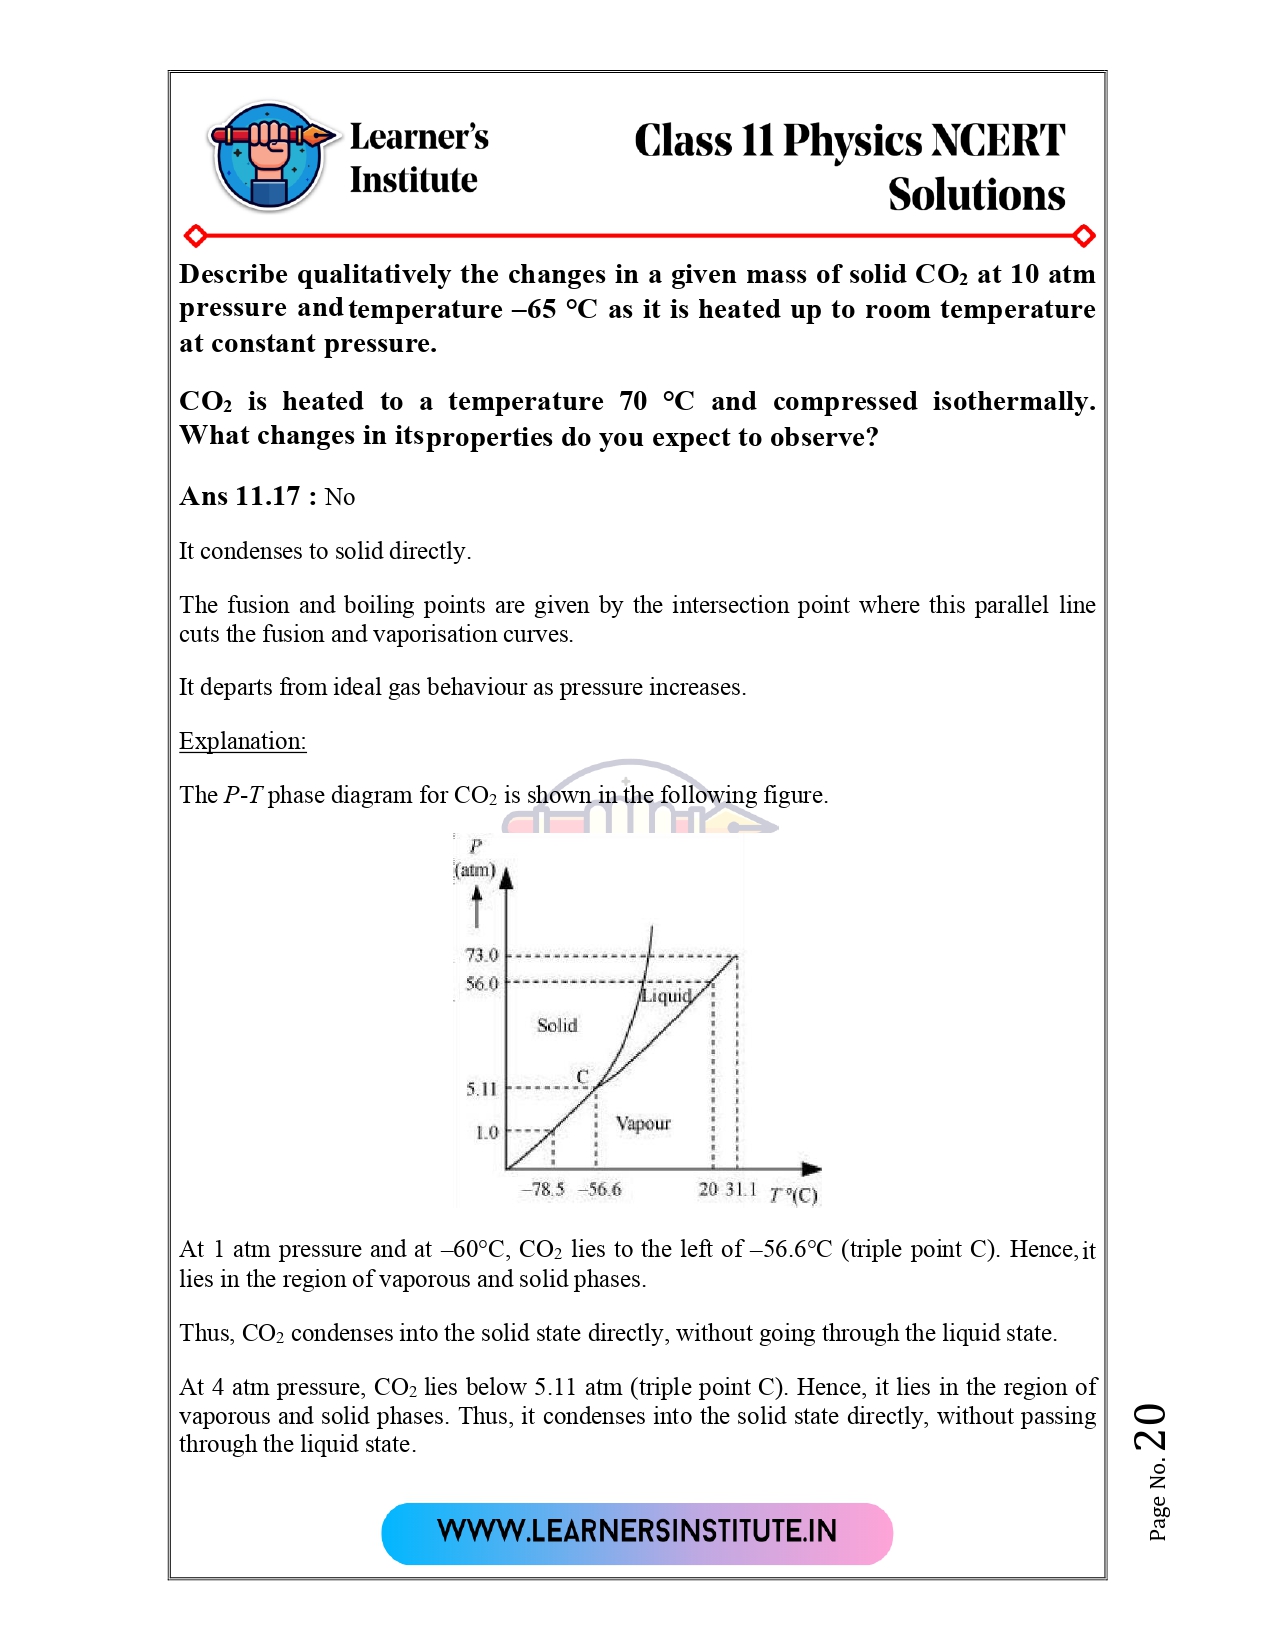 Learner's
Institute
Class 11 Physics NCERT
Solutions
Describe qualitatively the changes in a given mass of solid CO₂ at 10 atm
pressure and temperature –65 °C as it is heated up to room temperature
at constant pressure.
CO₂ is heated to a temperature 70 °C and compressed isothermally.
What changes in its properties do you expect to observe?
Ans 11.17 : No
It condenses to solid directly.
The fusion and boiling points are given by the intersection point where this parallel line
cuts the fusion and vaporisation curves.
It departs from ideal gas behaviour as pressure increases.
Explanation:
The P-T phase diagram for CO₂ is shown in the following figure.
P
(atm)
73.0
56.0
Liquid
Solid
C
5.11
Vapour
1.0
–78.5 –56.6 20 31.1 T °(C)
At 1 atm pressure and at –60°C, CO₂ lies to the left of –56.6°C (triple point C). Hence, it
lies in the region of vaporous and solid phases.
Thus, CO₂ condenses into the solid state directly, without going through the liquid state.
At 4 atm pressure, CO₂ lies below 5.11 atm (triple point C). Hence, it lies in the region of
vaporous and solid phases. Thus, it condenses into the solid state directly, without passing
through the liquid state.
Page No. 20
WWW.LEARNERSINSTITUTE.IN